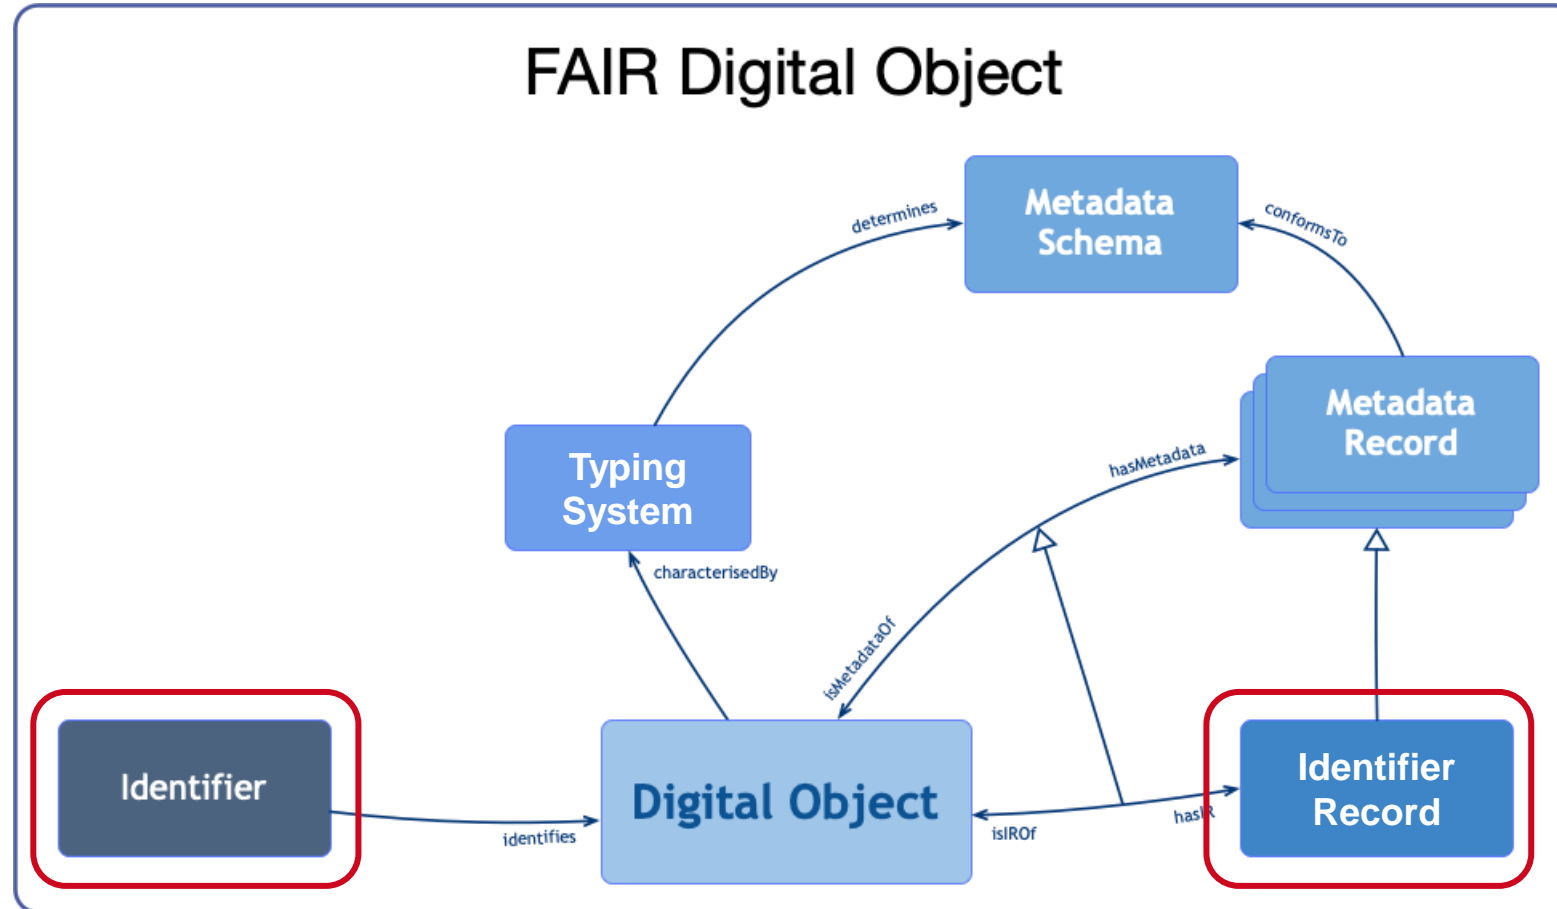 FAIR Digital Object
Metadata
Schema
determines
conformsTo
Metadata
Record
hasMetadata
Typing
System
characterisedBy
isMetadataOf
Identifier
identifies
Digital Object
isIROf
hasIR
Identifier
Record